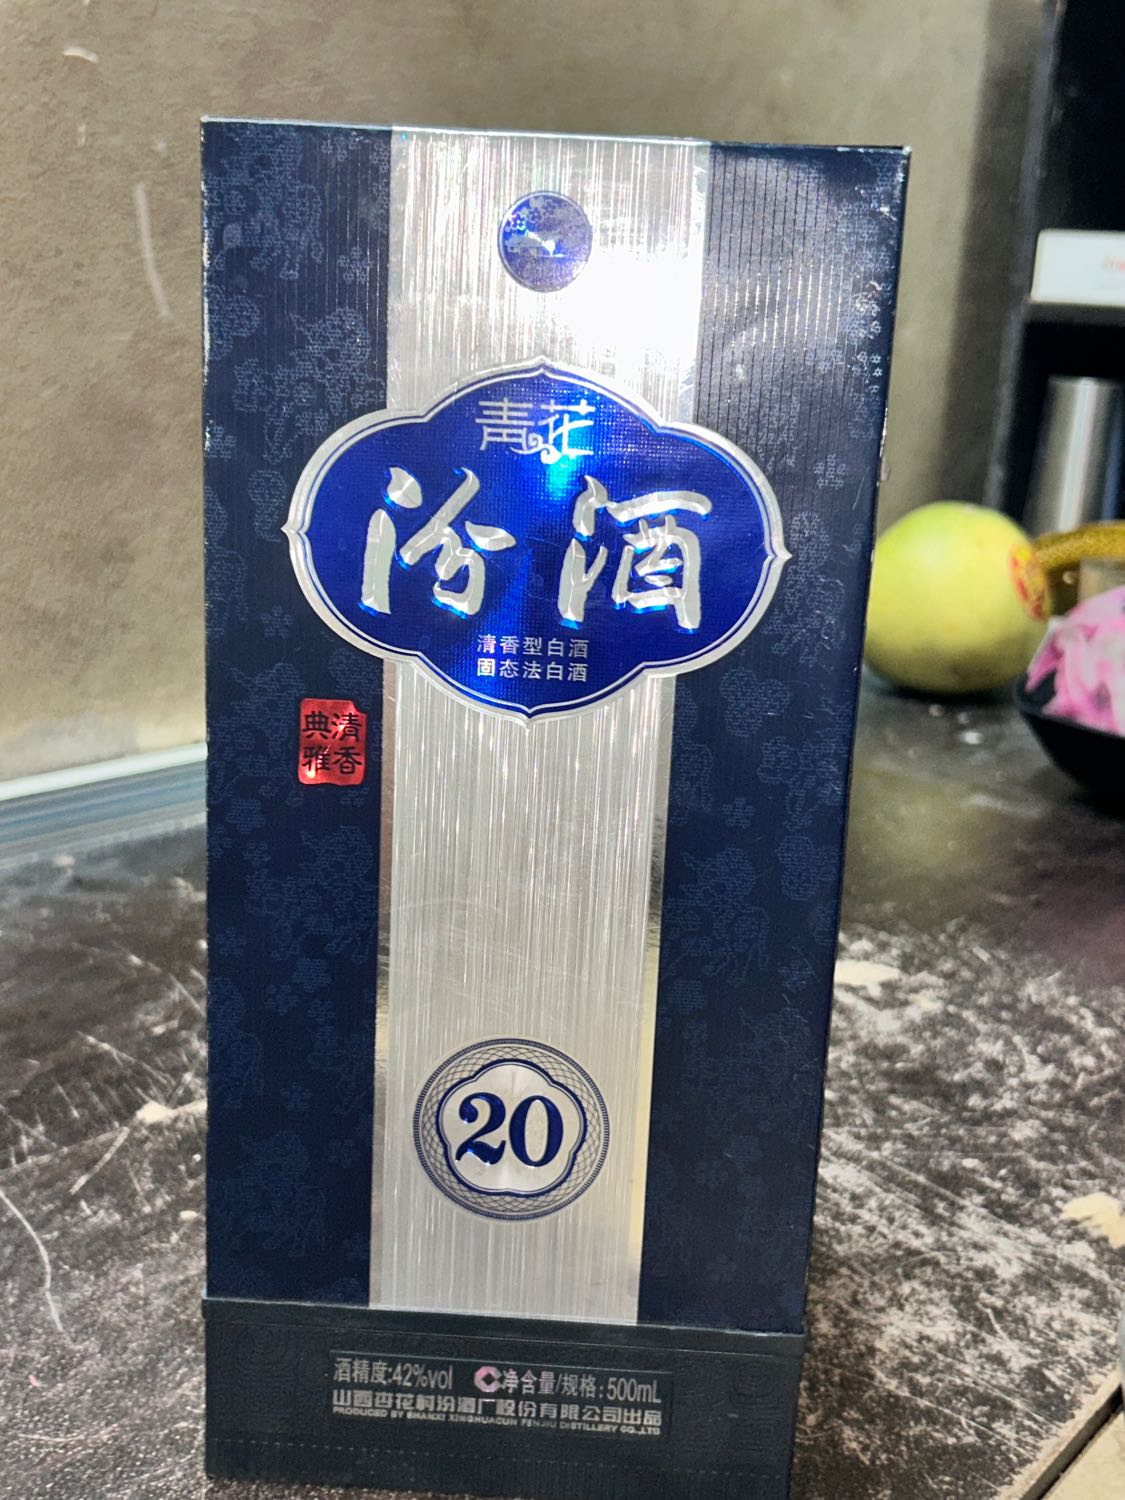 青花
汾酒
清香型白酒
固态法白酒
清香
典雅
20
酒精度:42%vol 净含量/规格:500mL
山西杏花村汾酒厂股份有限公司出品
PRODUCED BY SHANXI XINGHUACUN FENJIU DISTILLERY CO.,LTD